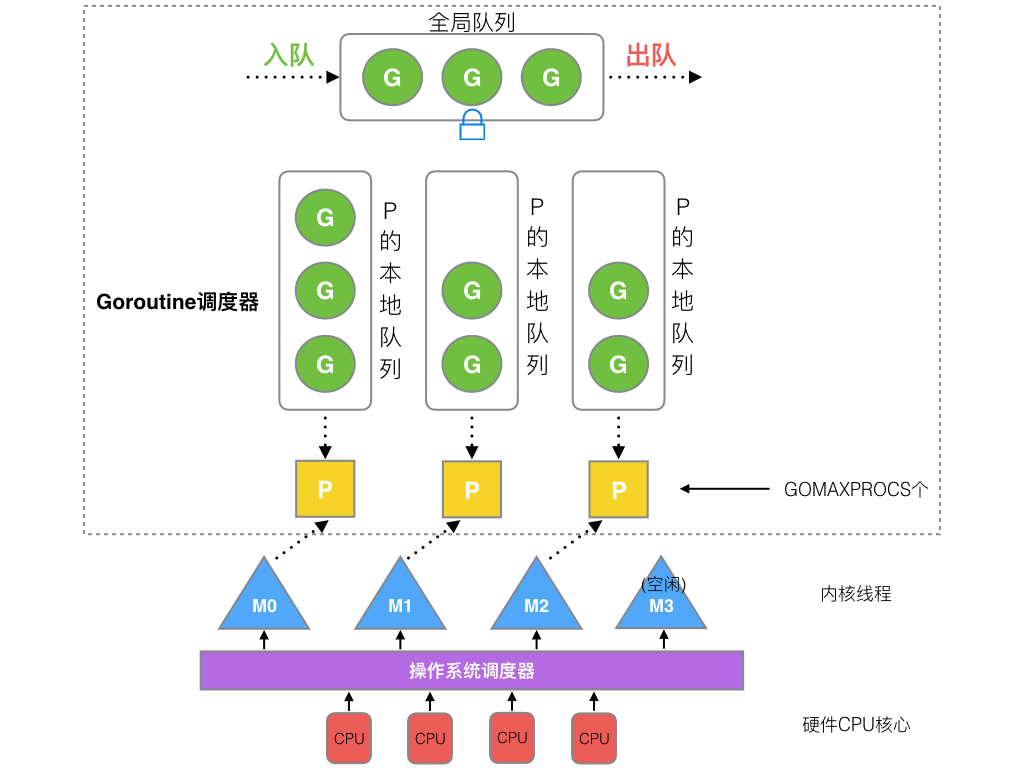 全局队列
入队
出队
G G G
G
G
G
P的本地队列
G
G
P的本地队列
G
G
P的本地队列
Goroutine调度器
P P P
GOMAXPROCS个
M0
M1
M2
(空闲)
M3
内核线程
操作系统调度器
CPU CPU CPU CPU
硬件CPU核心